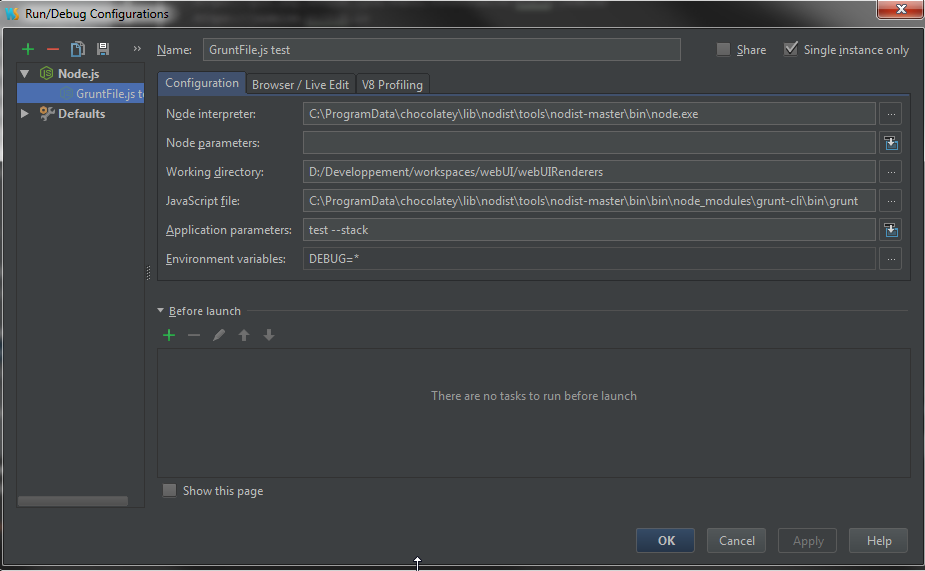 Run/Debug Configurations
Name: GruntFile.js test Share Single instance only
Node.js
GruntFile.js te
Defaults
Configuration Browser / Live Edit V8 Profiling
Node interpreter: C:\ProgramData\chocolatey\lib\nodist\tools\nodist-master\bin\node.exe
Node parameters:
Working directory: D:/Developpement/workspaces/webUI/webUIRenderers
JavaScript file: C:\ProgramData\chocolatey\lib\nodist\tools\nodist-master\bin\bin\node_modules\grunt-cli\bin\grunt
Application parameters: test --stack
Environment variables: DEBUG=*
Before launch
There are no tasks to run before launch
Show this page
OK Cancel Apply Help